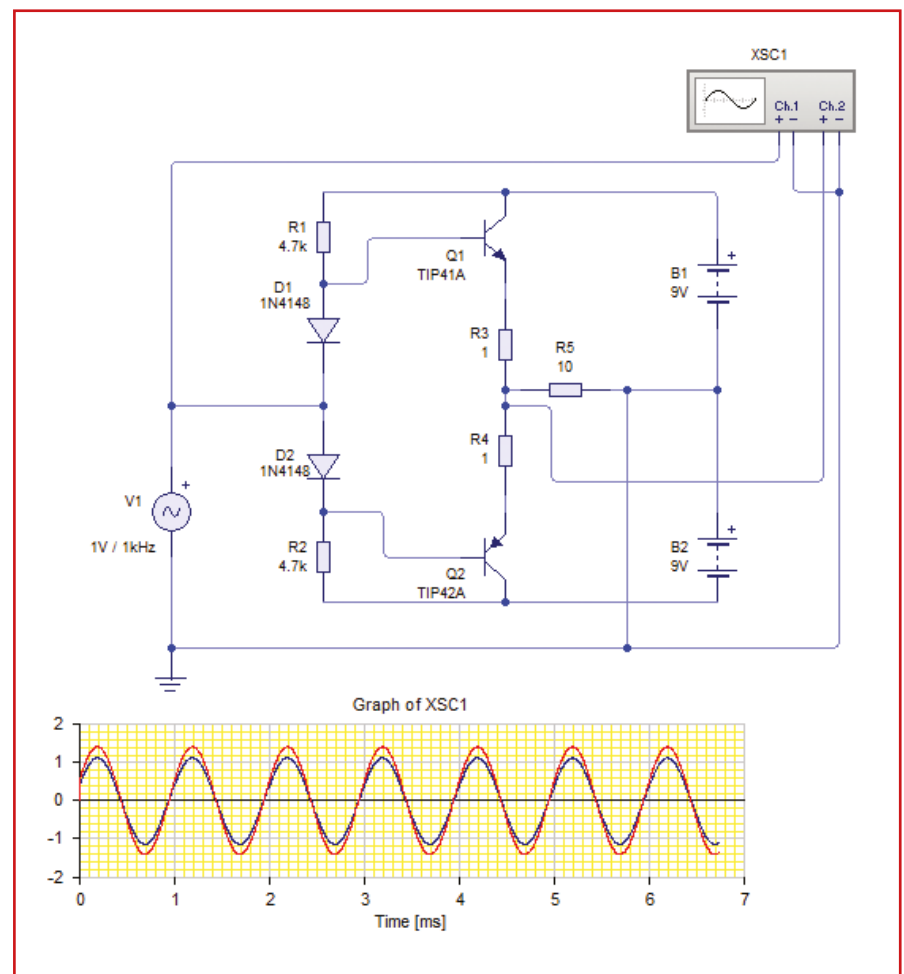 XSC1
Ch.1 Ch.2
+ − + −
R1
4.7k
Q1
TIP41A
D1
1N4148
+
B1
9V
R3
1
R5
10
R4
1
D2
1N4148
+
V1
1V / 1kHz
R2
4.7k
Q2
TIP42A
+
B2
9V
Graph of XSC1
2
1
0
-1
-2
0 1 2 3 4 5 6 7
Time [ms]